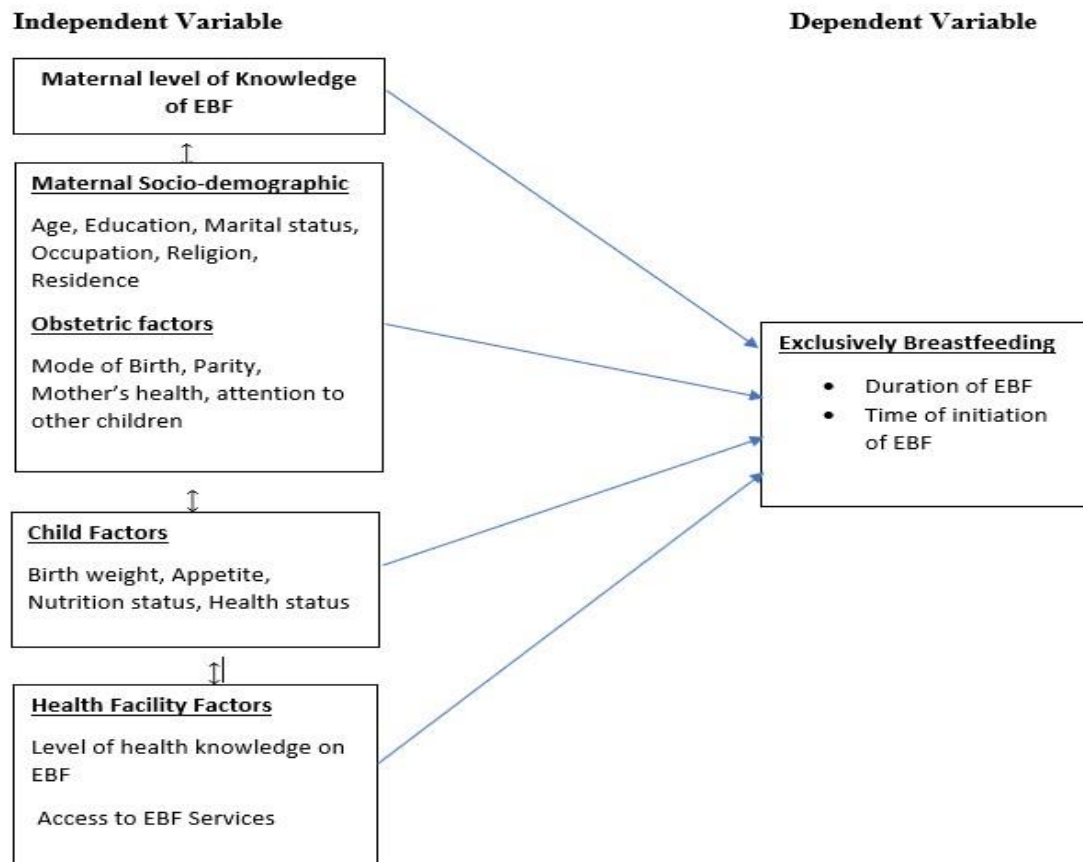 Independent Variable
Dependent Variable
Maternal level of Knowledge
of EBF
Maternal Socio-demographic
Age, Education, Marital status,
Occupation, Religion,
Residence
Obstetric factors
Mode of Birth, Parity,
Mother’s health, attention to
other children
Child Factors
Birth weight, Appetite,
Nutrition status, Health status
Health Facility Factors
Level of health knowledge on
EBF
Access to EBF Services
Exclusively Breastfeeding
• Duration of EBF
• Time of initiation
of EBF